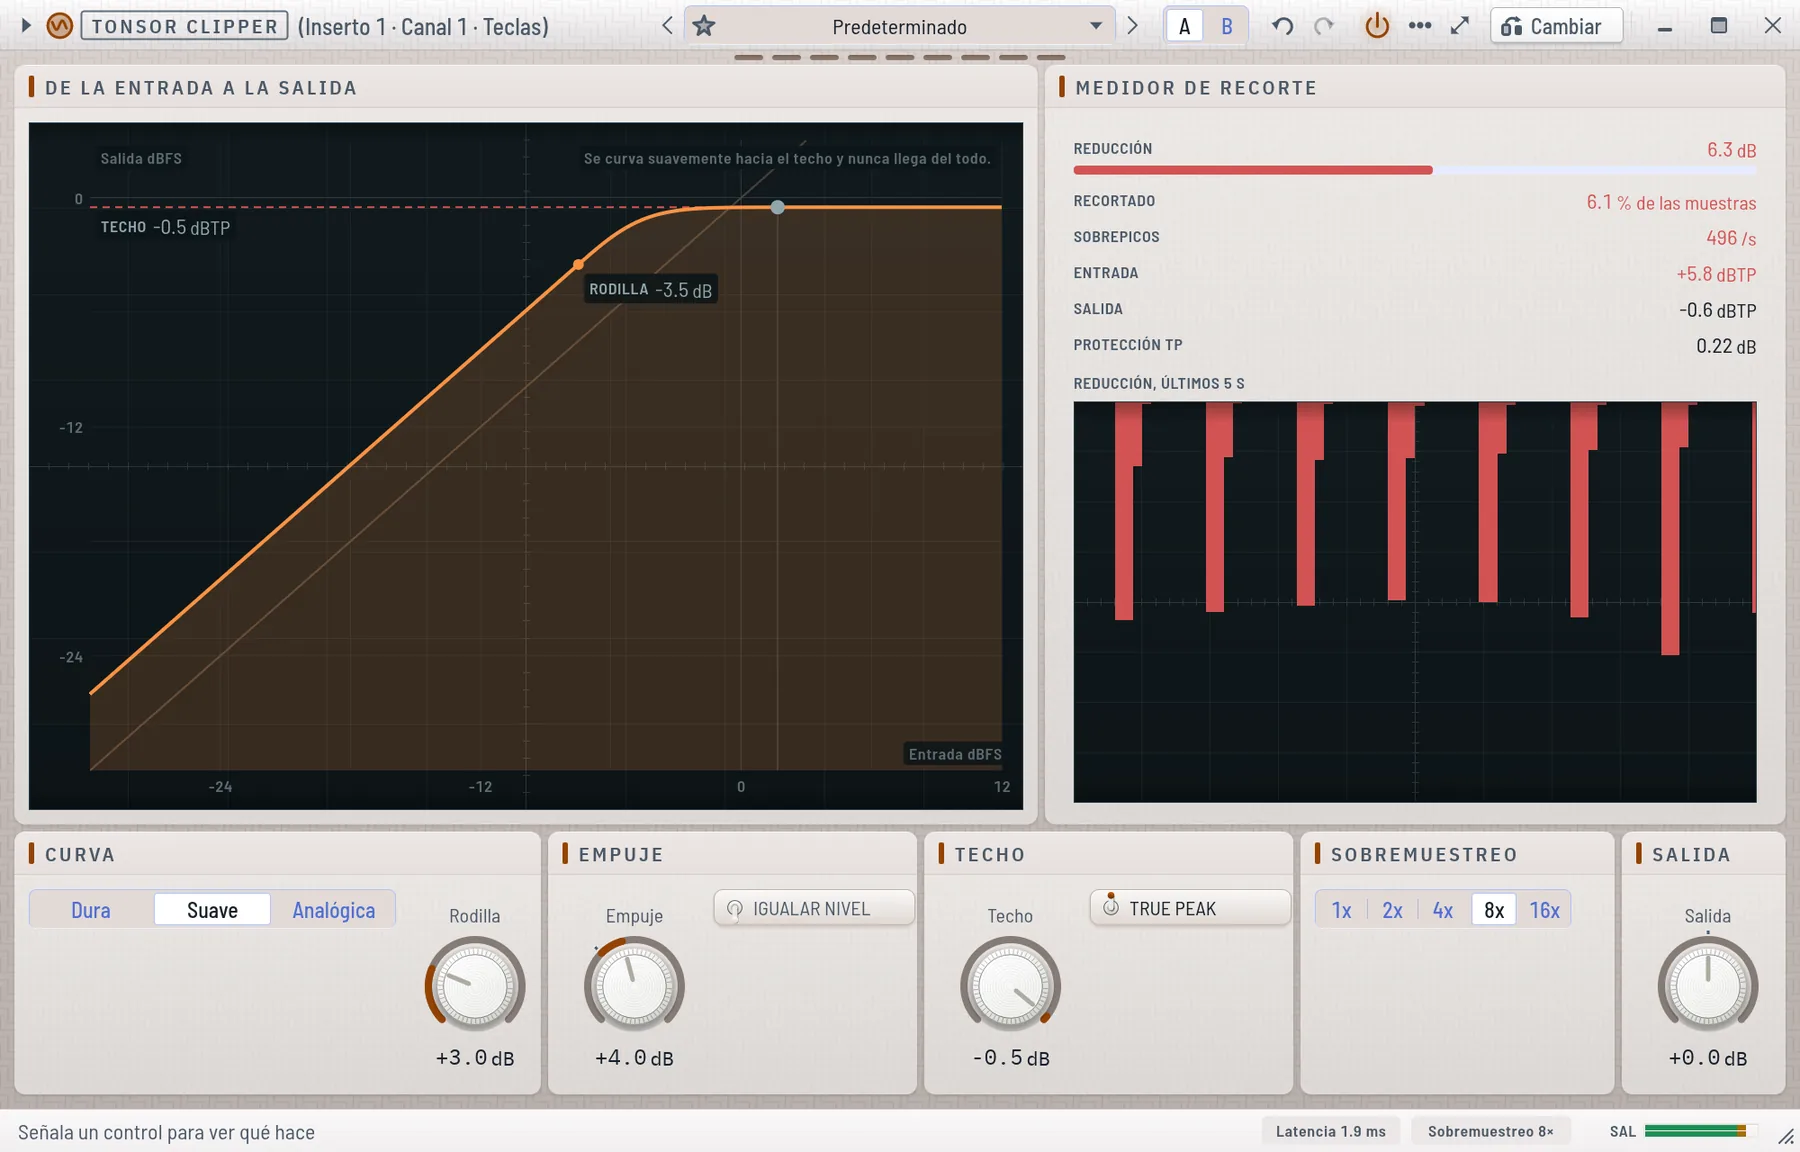 TONSOR CLIPPER (Inserto 1 · Canal 1 · Teclas)
Predeterminado
A B
Cambiar
DE LA ENTRADA A LA SALIDA
Salida dBFS
Se curva suavemente hacia el techo y nunca llega del todo.
0
TECHO -0.5 dBTP
RODILLA -3.5 dB
-12
-24
Entrada dBFS
-24 -12 0 12
MEDIDOR DE RECORTE
REDUCCIÓN 6.3 dB
RECORTADO 6.1 % de las muestras
SOBREPICOS 496 /s
ENTRADA +5.8 dBTP
SALIDA -0.6 dBTP
PROTECCIÓN TP 0.22 dB
REDUCCIÓN, ÚLTIMOS 5 S
CURVA
Dura Suave Analógica
Rodilla
+3.0 dB
EMPUJE
Empuje
IGUALAR NIVEL
+4.0 dB
TECHO
Techo
TRUE PEAK
-0.5 dB
SOBREMUESTREO
1x 2x 4x 8x 16x
SALIDA
Salida
+0.0 dB
Señala un control para ver qué hace
Latencia 1.9 ms
Sobremuestreo 8×
SAL